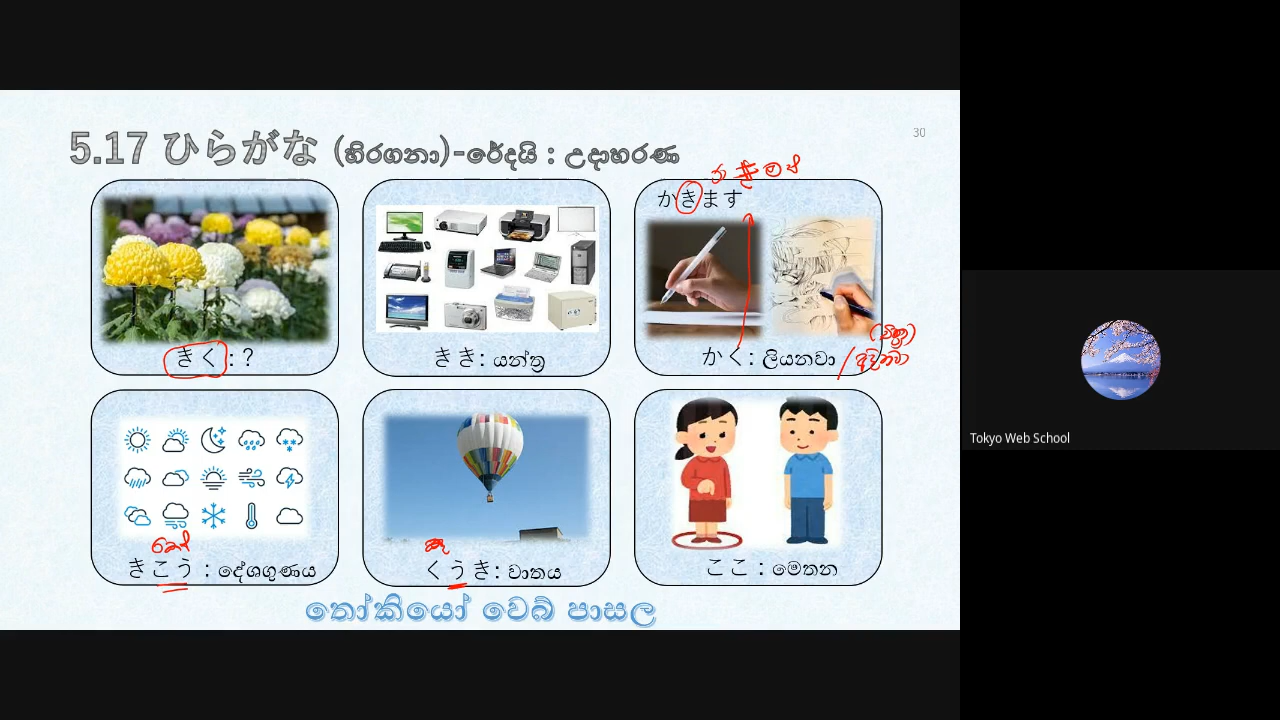 5.17 ひらがな (හිරගනා)-රේදයි : උදාහරණ
30
かきます
きく : ?
きき: යන්ත්‍ර
かく: ලියනවා
/ අඳිනවා
きこう : දේශගුණය
くうき: වාතය
ここ : මෙතන
තෝකියෝ වෙබ් පාසල
Tokyo Web School